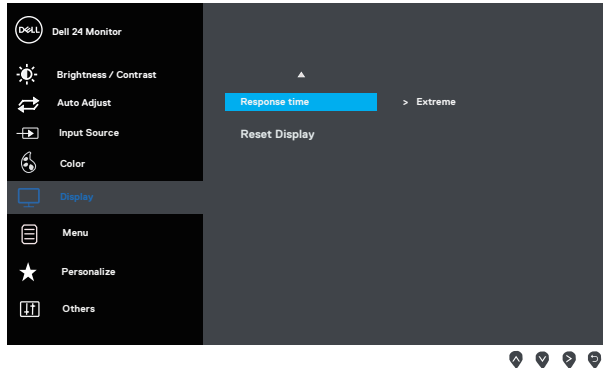 DELL Dell 24 Monitor
Brightness / Contrast
Auto Adjust
Response time > Extreme
Input Source
Reset Display
Color
Display
Menu
Personalize
Others